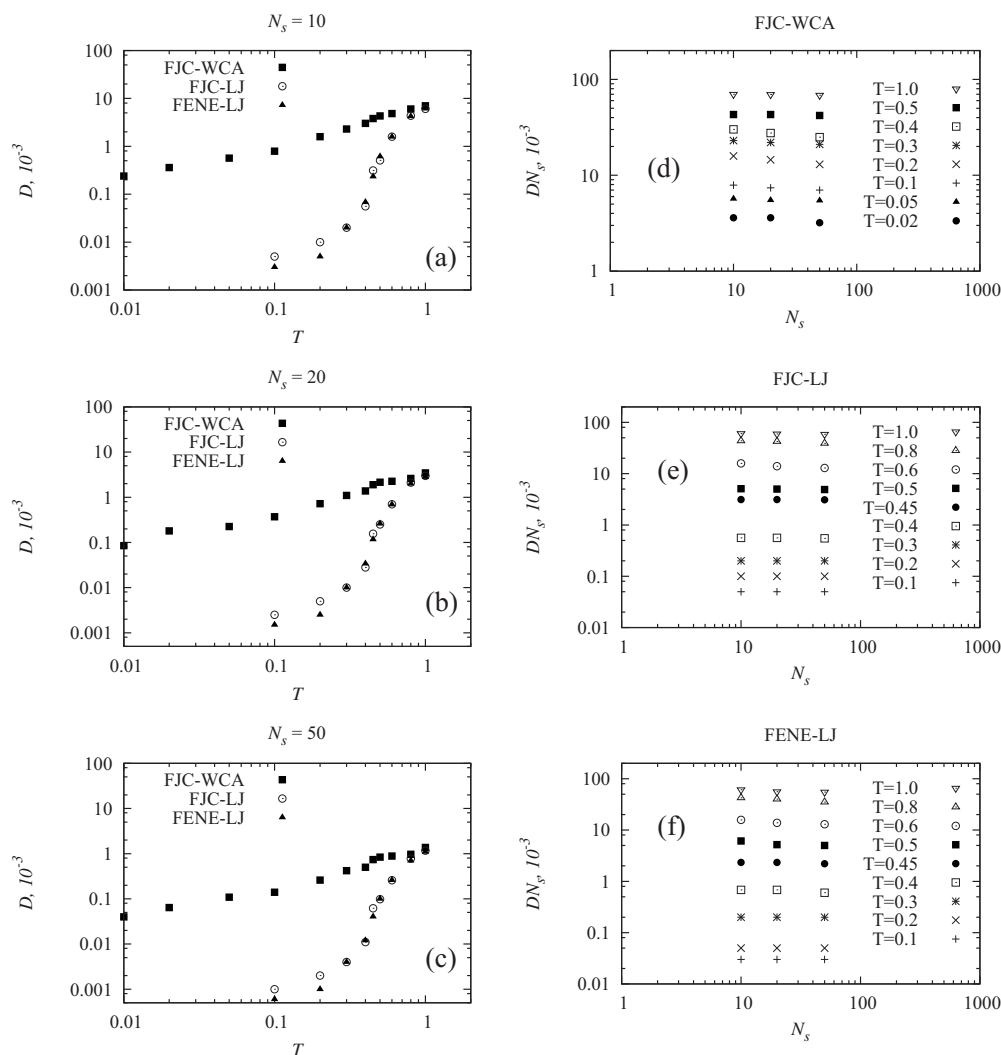 N_s = 10
FJC-WCA
FJC-LJ
FENE-LJ
D, 10^-3
100
10
1
0.1
0.01
0.001
0.01
0.1
1
T
(a)
FJC-WCA
DN_s, 10^-3
100
10
1
T=1.0
T=0.5
T=0.4
T=0.3
T=0.2
T=0.1
T=0.05
T=0.02
(d)
1
10
100
1000
N_s
N_s = 20
FJC-WCA
FJC-LJ
FENE-LJ
D, 10^-3
100
10
1
0.1
0.01
0.001
0.01
0.1
1
T
(b)
FJC-LJ
DN_s, 10^-3
100
10
1
0.1
0.01
T=1.0
T=0.8
T=0.6
T=0.5
T=0.45
T=0.4
T=0.3
T=0.2
T=0.1
(e)
1
10
100
1000
N_s
N_s = 50
FJC-WCA
FJC-LJ
FENE-LJ
D, 10^-3
100
10
1
0.1
0.01
0.001
0.01
0.1
1
T
(c)
FENE-LJ
DN_s, 10^-3
100
10
1
0.1
0.01
T=1.0
T=0.8
T=0.6
T=0.5
T=0.45
T=0.4
T=0.3
T=0.2
T=0.1
(f)
1
10
100
1000
N_s